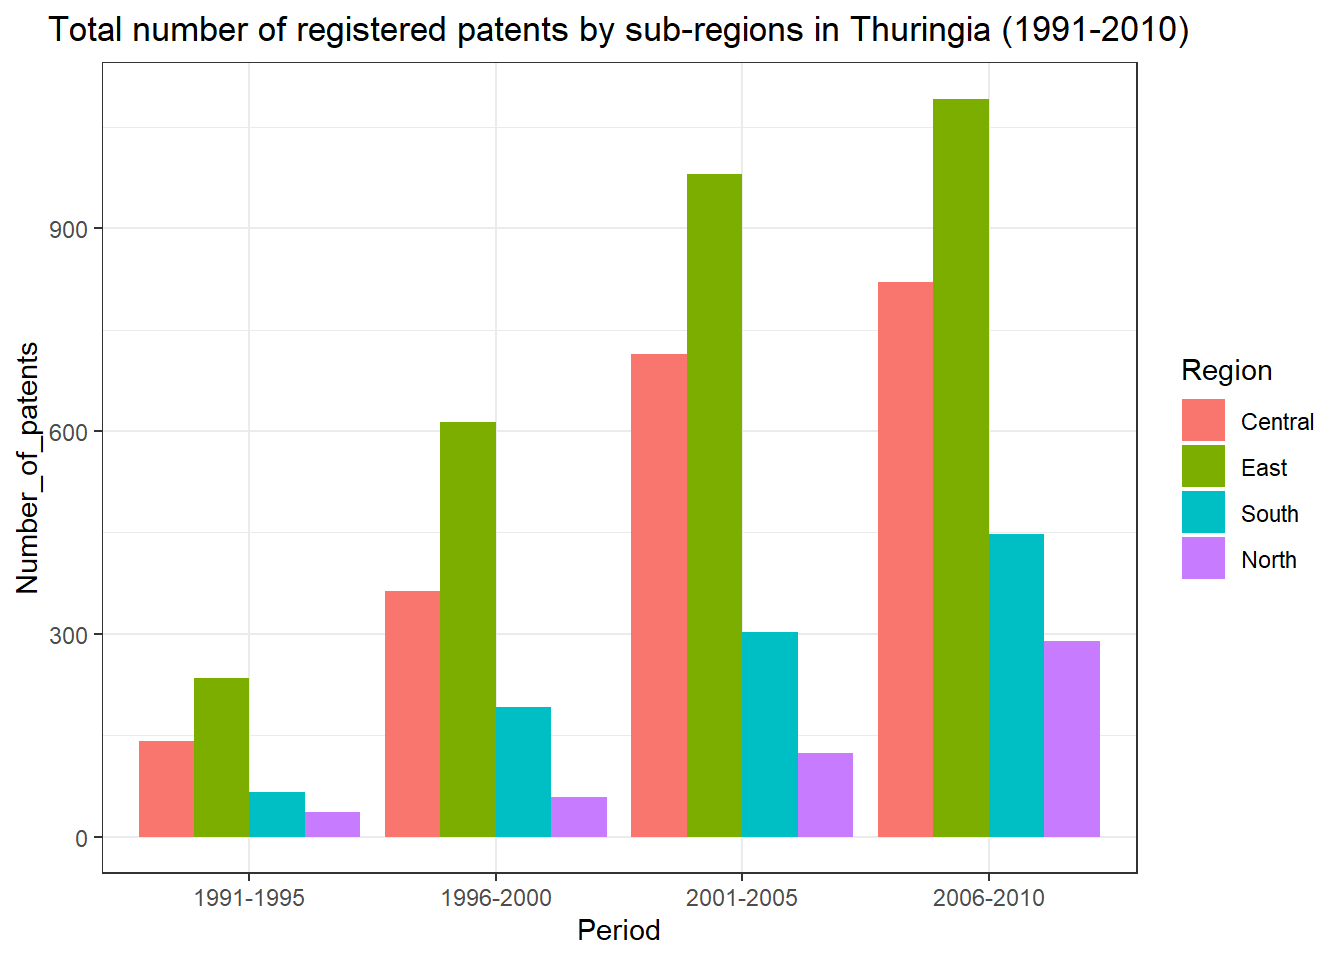 Total number of registered patents by sub-regions in Thuringia (1991-2010)
Number_of_patents
900
600
300
0
1991-1995 1996-2000 2001-2005 2006-2010
Period
Region
Central
East
South
North